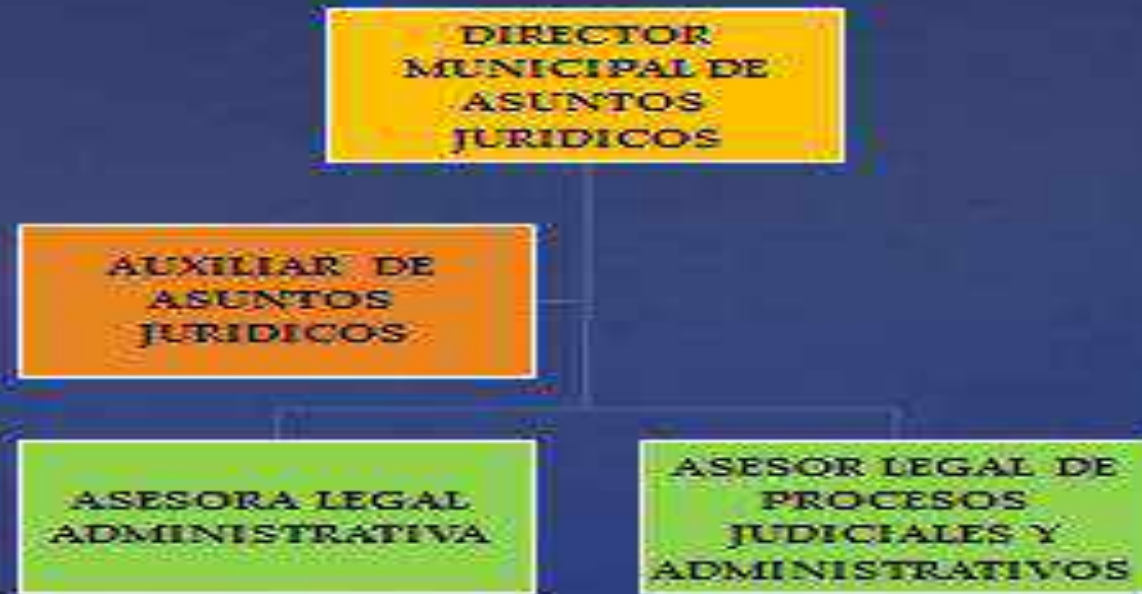 DIRECTOR
MUNICIPAL DE
ASUNTOS
JURIDICOS
AUXILIAR DE
ASUNTOS
JURIDICOS
ASESORA LEGAL
ADMINISTRATIVA
ASESOR LEGAL DE
PROCESOS
JUDICIALES Y
ADMINISTRATIVOS